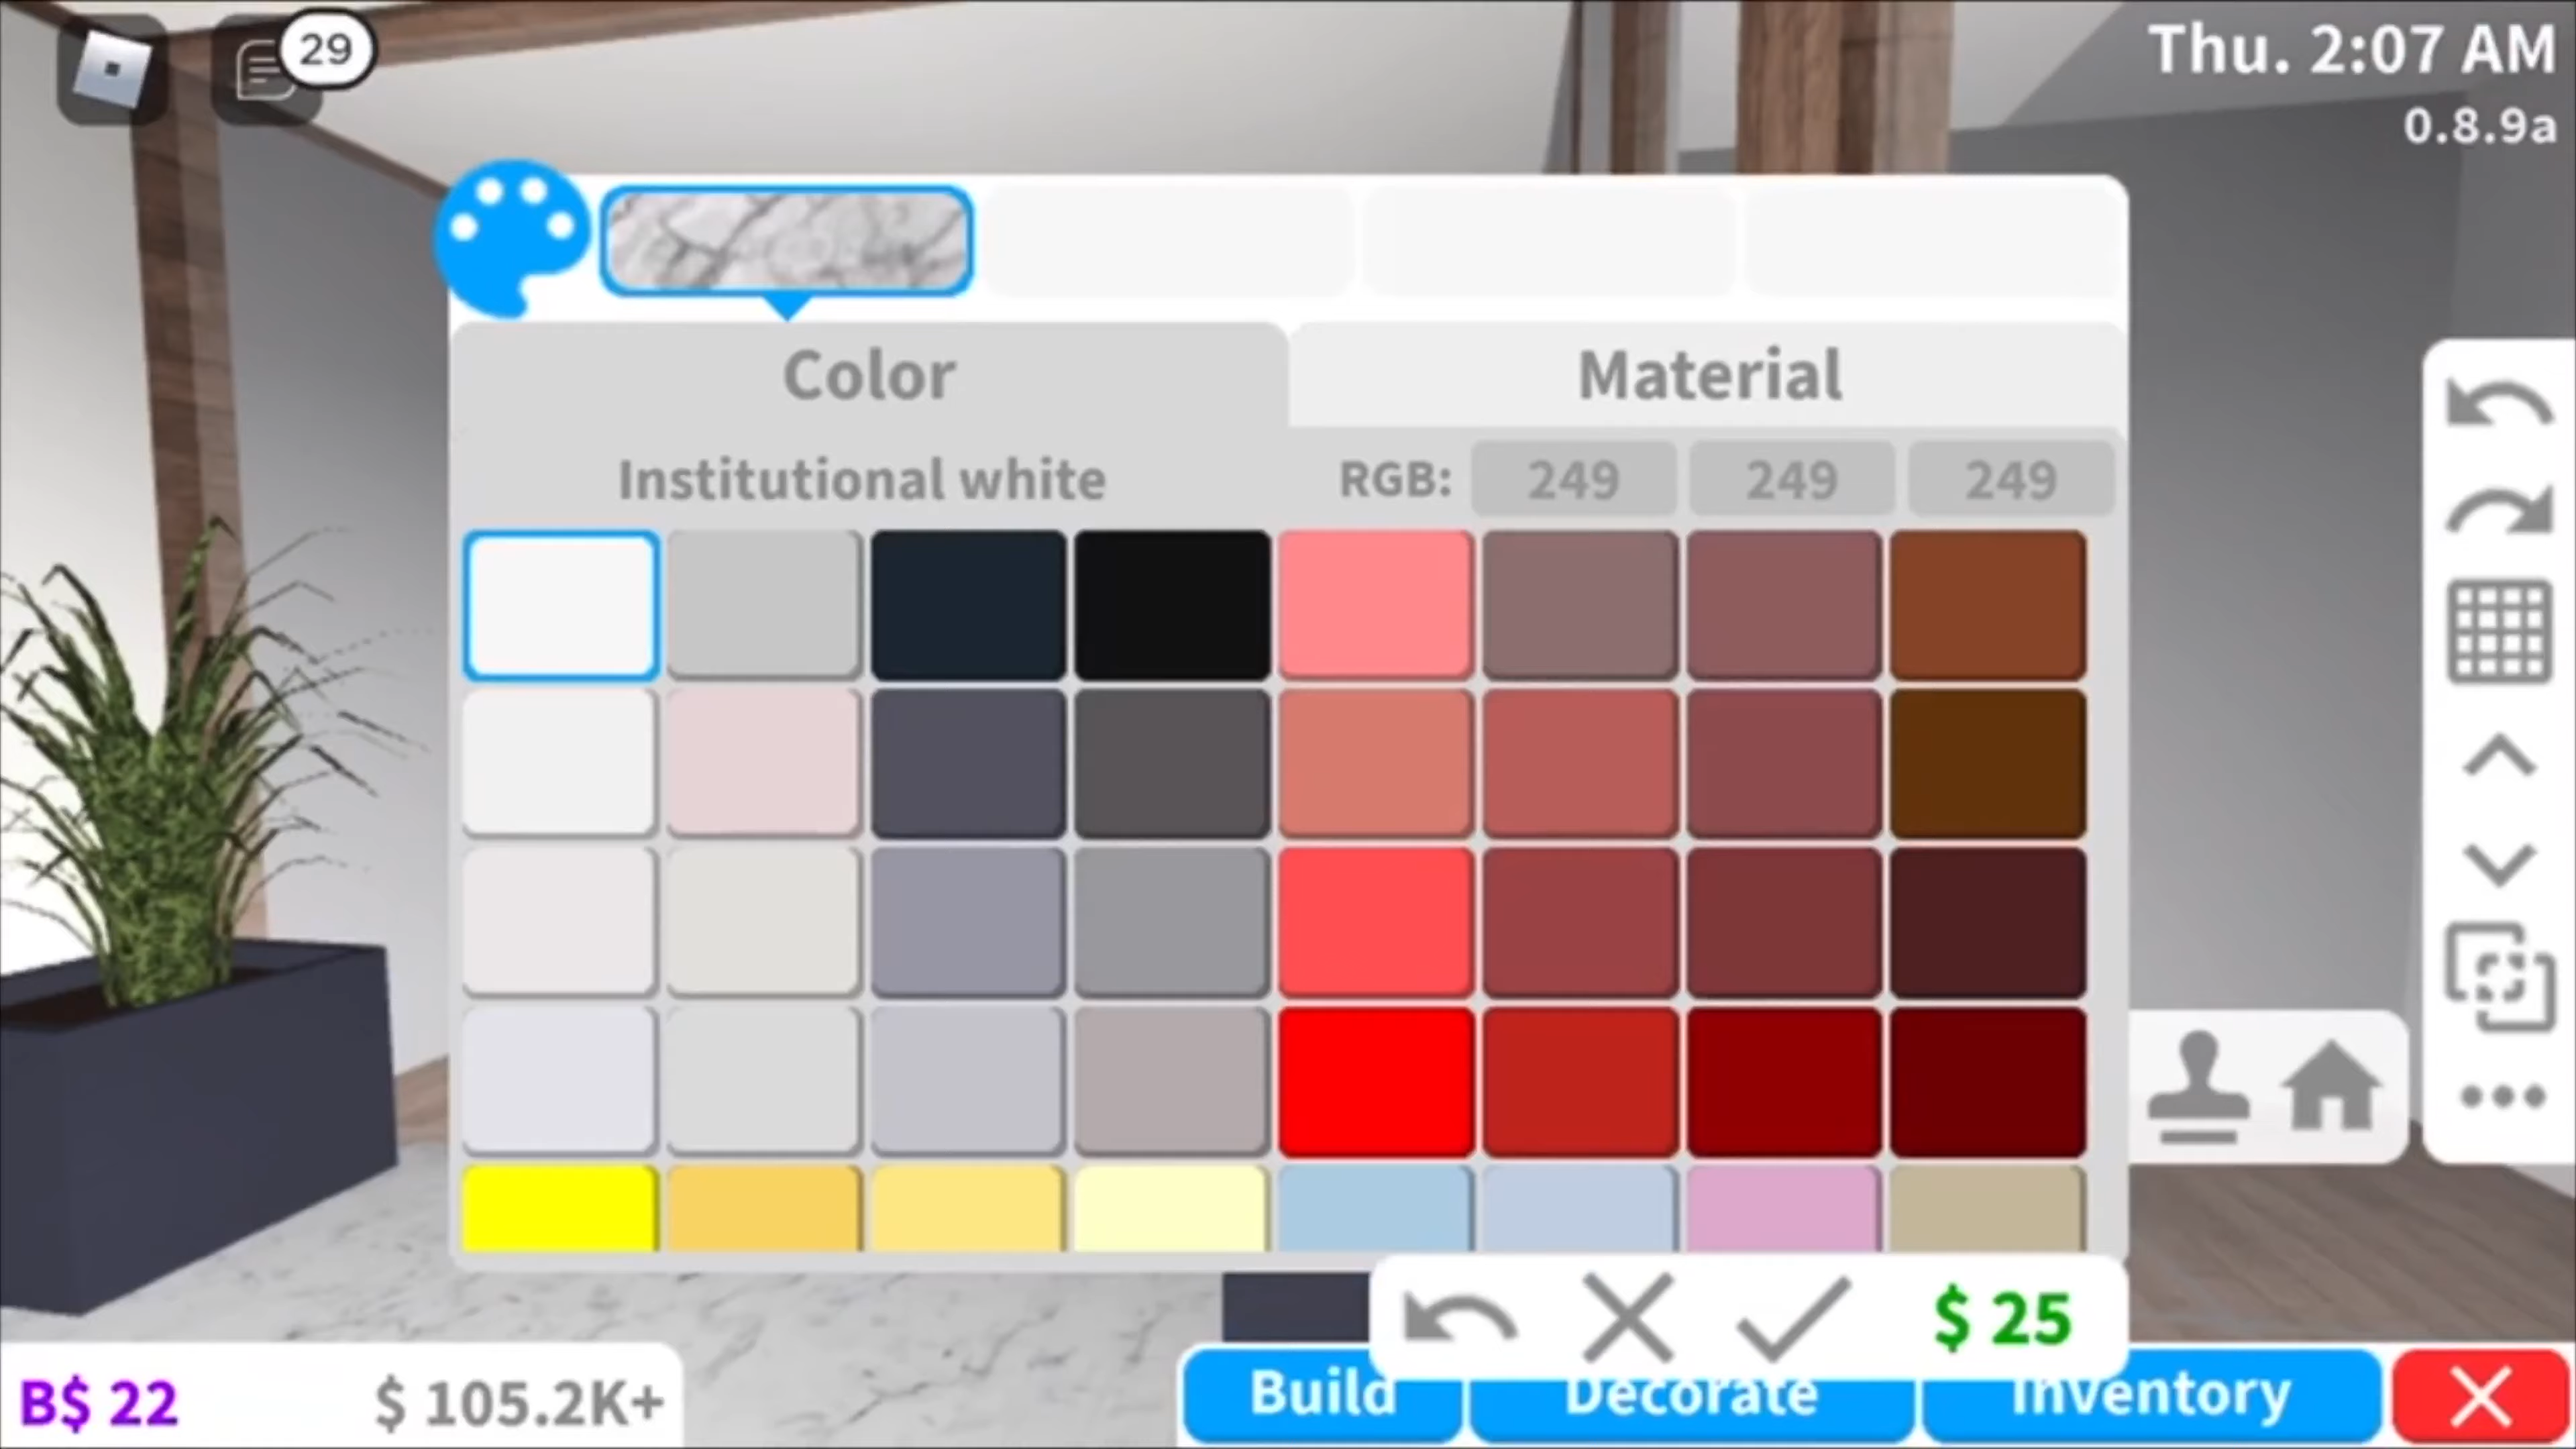 29
Thu. 2:07 AM
0.8.9a
Color
Material
Institutional white
RGB: 249 249 249
$ 25
B$ 22
$ 105.2K+
Build
Decorate
Inventory